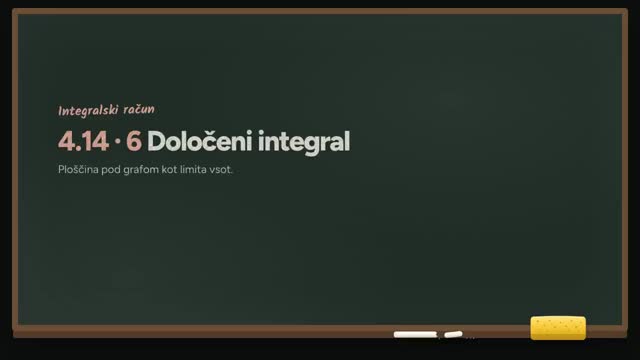 Integralski račun
4.14 · 6 Določeni integral
Ploščina pod grafom kot limita vsot.